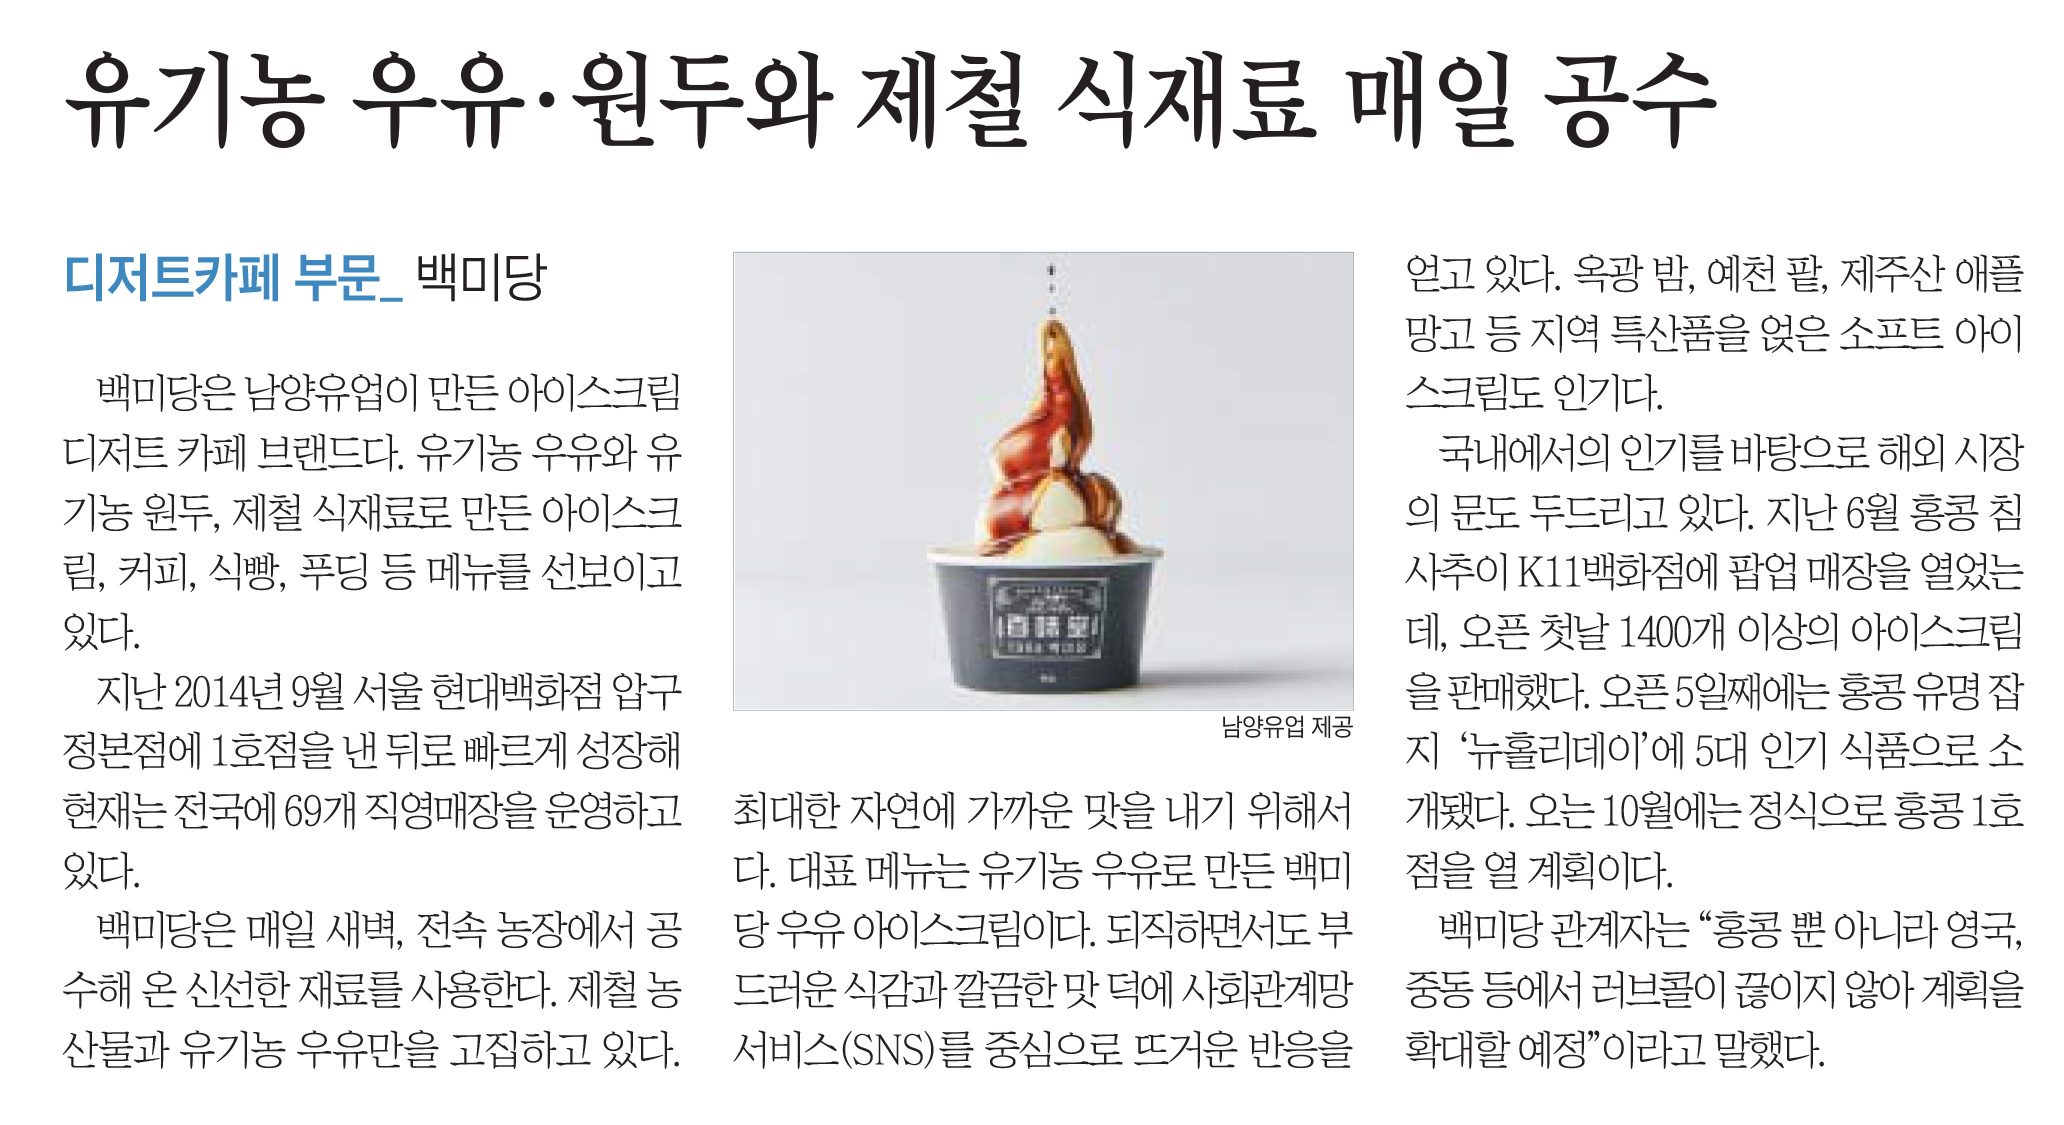 유기농 우유·원두와 제철 식재료 매일 공수
디저트카페 부문_ 백미당
백미당은 남양유업이 만든 아이스크림
디저트 카페 브랜드다. 유기농 우유와 유
기농 원두, 제철 식재료로 만든 아이스크
림, 커피, 식빵, 푸딩 등 메뉴를 선보이고
있다.
지난 2014년 9월 서울 현대백화점 압구
정본점에 1호점을 낸 뒤로 빠르게 성장해
현재는 전국에 69개 직영매장을 운영하고
있다.
백미당은 매일 새벽, 전속 농장에서 공
수해 온 신선한 재료를 사용한다. 제철 농
산물과 유기농 우유만을 고집하고 있다.
남양유업 제공
최대한 자연에 가까운 맛을 내기 위해서
다. 대표 메뉴는 유기농 우유로 만든 백미
당 우유 아이스크림이다. 되직하면서도 부
드러운 식감과 깔끔한 맛 덕에 사회관계망
서비스(SNS)를 중심으로 뜨거운 반응을
얻고 있다. 옥광 밤, 예천 팥, 제주산 애플
망고 등 지역 특산품을 얹은 소프트 아이
스크림도 인기다.
국내에서의 인기를 바탕으로 해외 시장
의 문도 두드리고 있다. 지난 6월 홍콩 침
사추이 K11백화점에 팝업 매장을 열었는
데, 오픈 첫날 1400개 이상의 아이스크림
을 판매했다. 오픈 5일째에는 홍콩 유명 잡
지 ‘뉴홀리데이’에 5대 인기 식품으로 소
개됐다. 오는 10월에는 정식으로 홍콩 1호
점을 열 계획이다.
백미당 관계자는 “홍콩 뿐 아니라 영국,
중동 등에서 러브콜이 끊이지 않아 계획을
확대할 예정”이라고 말했다.